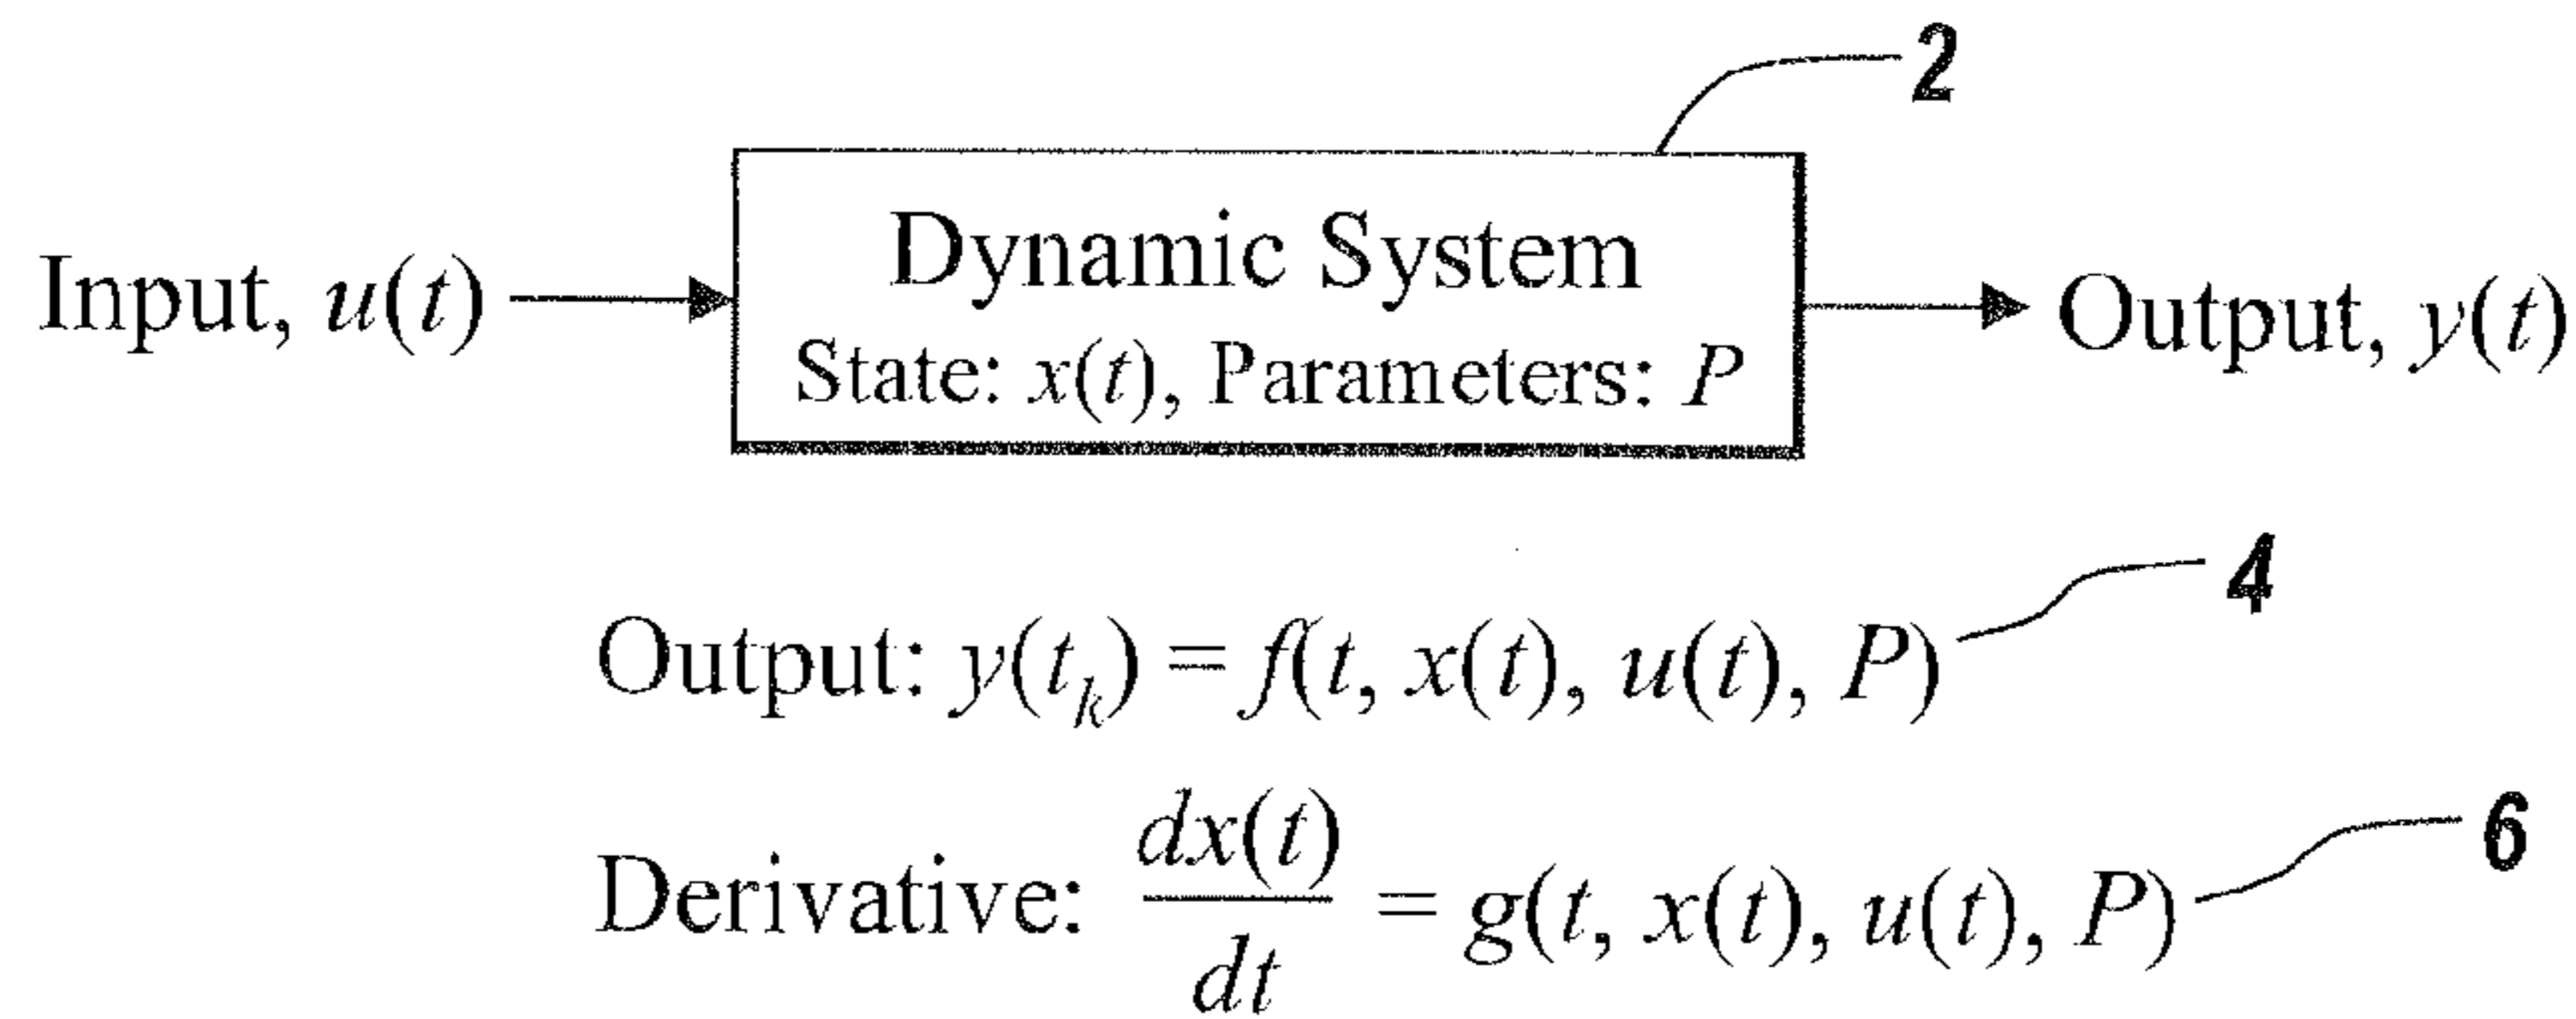 2
Dynamic System
Input, u(t)
State: x(t), Parameters: P
Output, y(t)
4
Output: y(t_k) = f(t, x(t), u(t), P)
6
Derivative: dx(t)/dt = g(t, x(t), u(t), P)